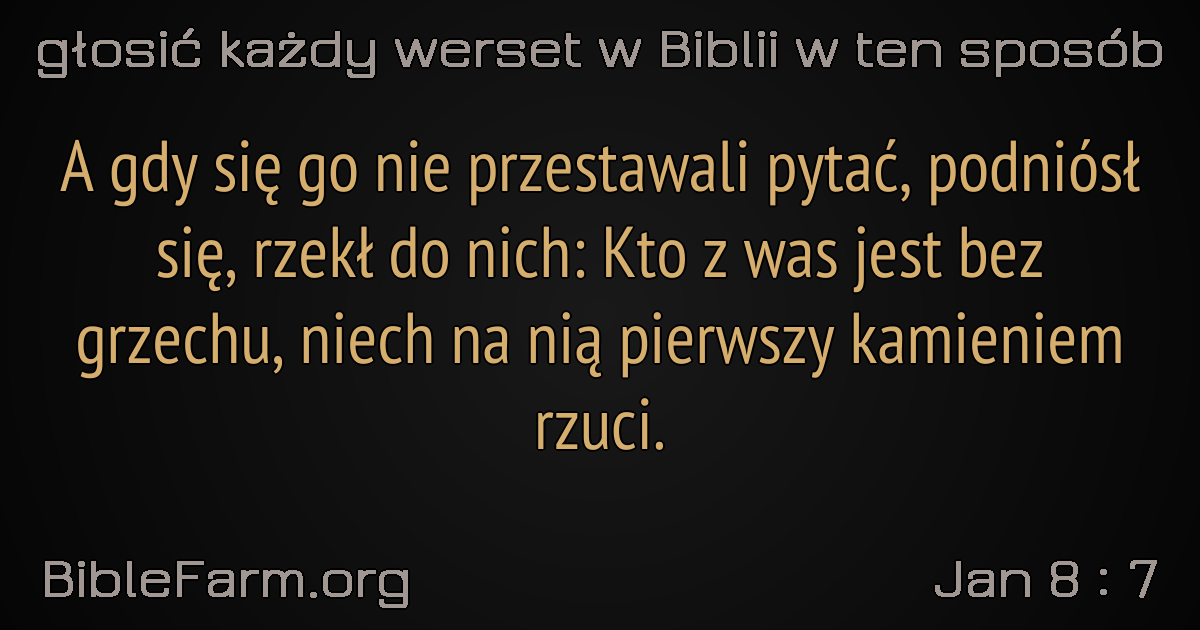 głosić każdy werset w Biblii w ten sposób
A gdy się go nie przestawali pytać, podniósł
się, rzekł do nich: Kto z was jest bez
grzechu, niech na nią pierwszy kamieniem
rzuci.
BibleFarm.org
Jan 8 : 7